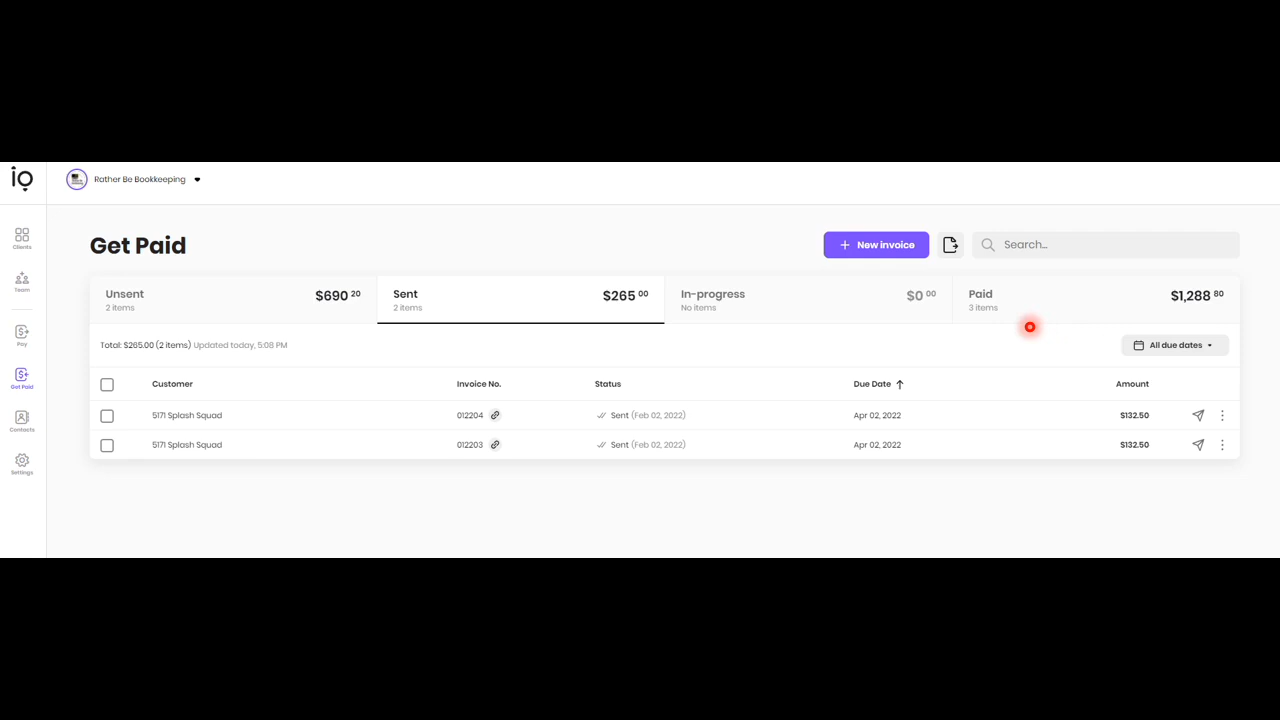 io
Rather Be Bookkeeping
Clients
Team
Pay
Get Paid
Contacts
Settings
Get Paid
+ New invoice
Search...
Unsent $690 20
2 items
Sent $265 00
2 items
In-progress $0 00
No items
Paid $1,288 80
3 items
Total: $265.00 (2 items) Updated today, 5:08 PM
All due dates
Customer Invoice No. Status Due Date Amount
5171 Splash Squad 012204 Sent (Feb 02, 2022) Apr 02, 2022 $132.50
5171 Splash Squad 012203 Sent (Feb 02, 2022) Apr 02, 2022 $132.50